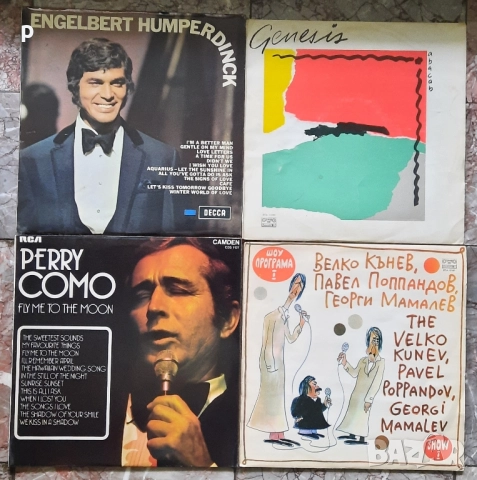 ENGELBERT HUMPERDINCK
I'M A BETTER MAN
GENTLE ON MY MIND
LOVE LETTERS
A TIME FOR US
DIDN'T WE
I WISH YOU LOVE
AQUARIUS-LET THE SUNSHINE IN
ALL YOU'VE GOTTA DO IS ASK
THE SIGNS OF LOVE
CAFE
LET'S KISS TOMORROW GOODBYE
WINTER WORLD OF LOVE
DECCA
Genesis
abacab
RCA
CAMDEN
PERRY
COMO
FLY ME TO THE MOON
THE SWEETEST SOUNDS
MY FAVOURITE THINGS
FLY ME TO THE MOON
I'LL REMEMBER APRIL
THE HAWAIIAN WEDDING SONG
IN THE STILL OF THE NIGHT
SUNRISE SUNSET
THIS IS ALL I ASK
WHEN I LOST YOU
THE SONGS I LOVE
THE SHADOW OF YOUR SMILE
WE KISS IN A SHADOW
ШОУ
ПРОГРАМА
I
ВЕЛКО КЪНЕВ,
ПАВЕЛ ПОППАНДОВ,
ГЕОРГИ МАМАЛЕВ
THE
VELKO
KUNEV,
PAVEL
POPPANDOV,
GEORGI
MAMALEV
SHOW
I